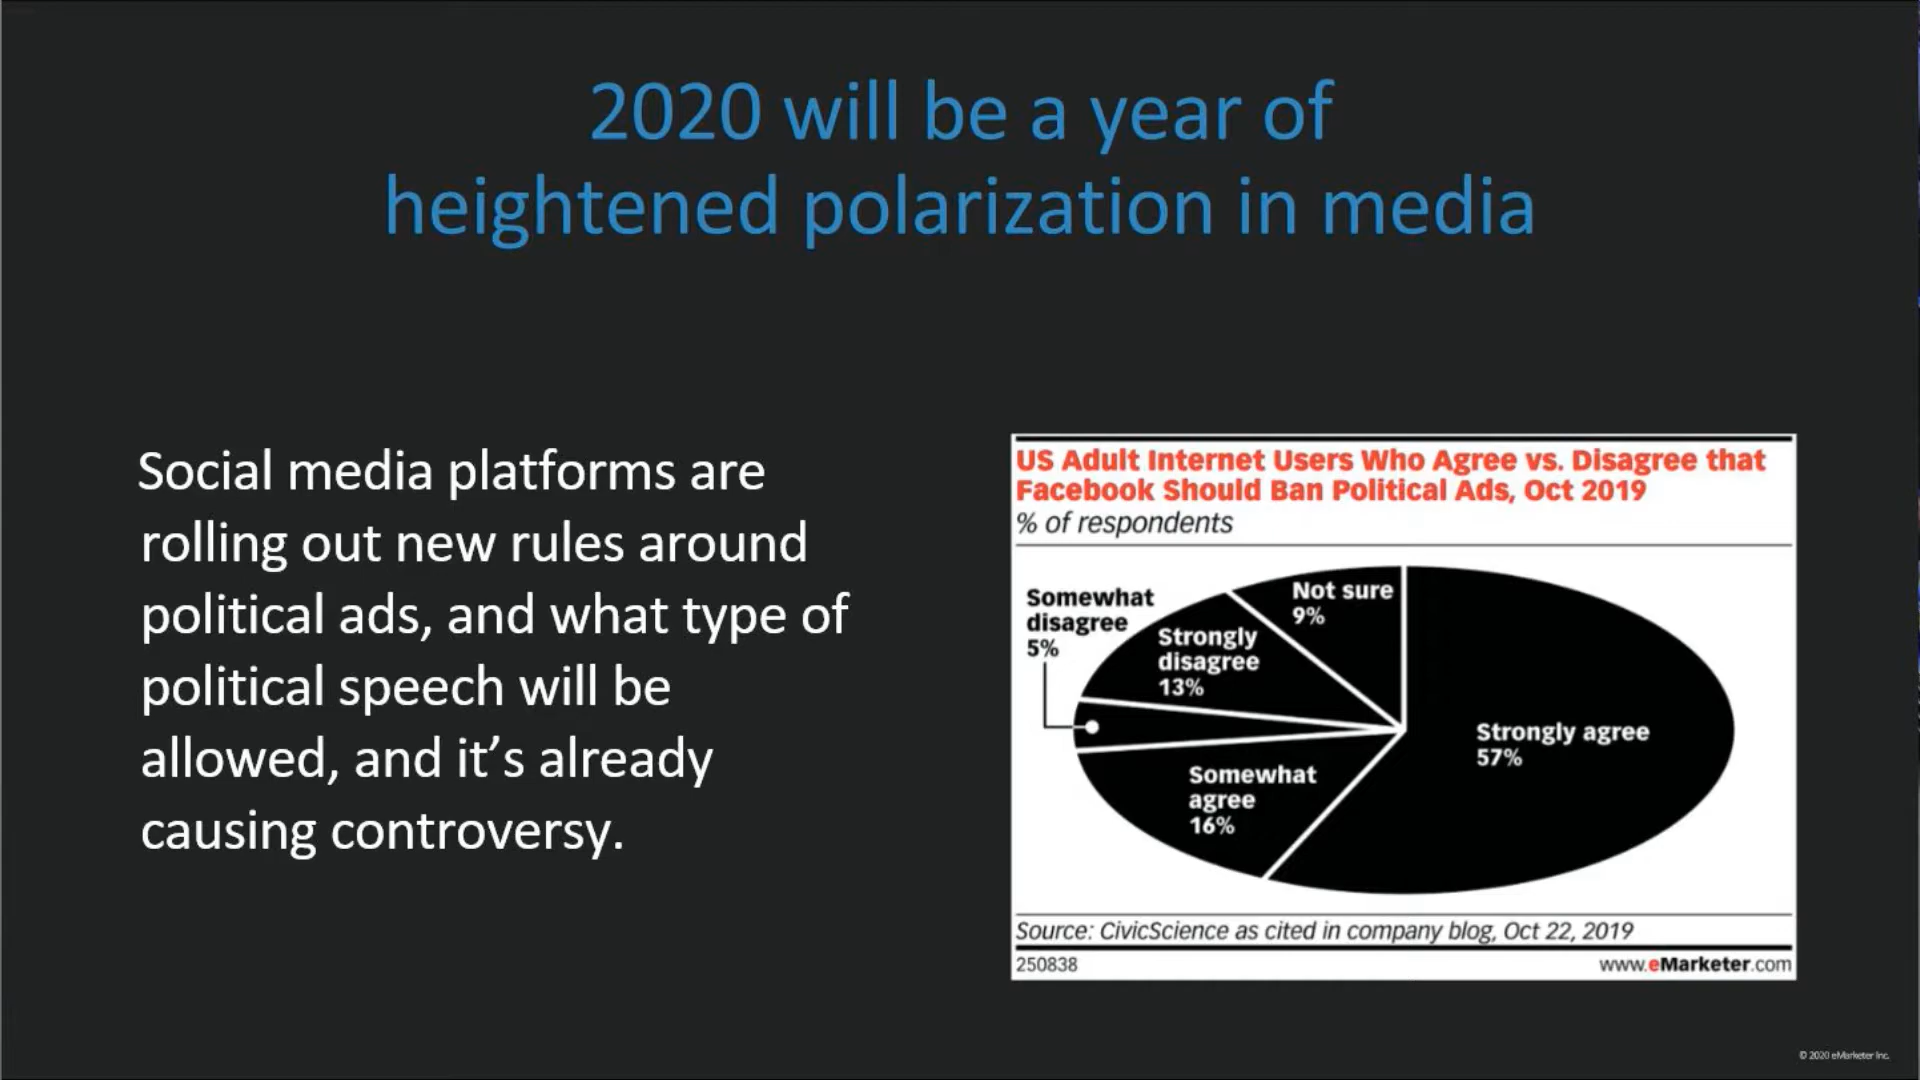 2020 will be a year of
heightened polarization in media
Social media platforms are
rolling out new rules around
political ads, and what type of
political speech will be
allowed, and it’s already
causing controversy.
US Adult Internet Users Who Agree vs. Disagree that
Facebook Should Ban Political Ads, Oct 2019
% of respondents
Somewhat
disagree
5%
Strongly
disagree
13%
Not sure
9%
Strongly agree
57%
Somewhat
agree
16%
Source: CivicScience as cited in company blog, Oct 22, 2019
250838
www.eMarketer.com
© 2020 eMarketer Inc.